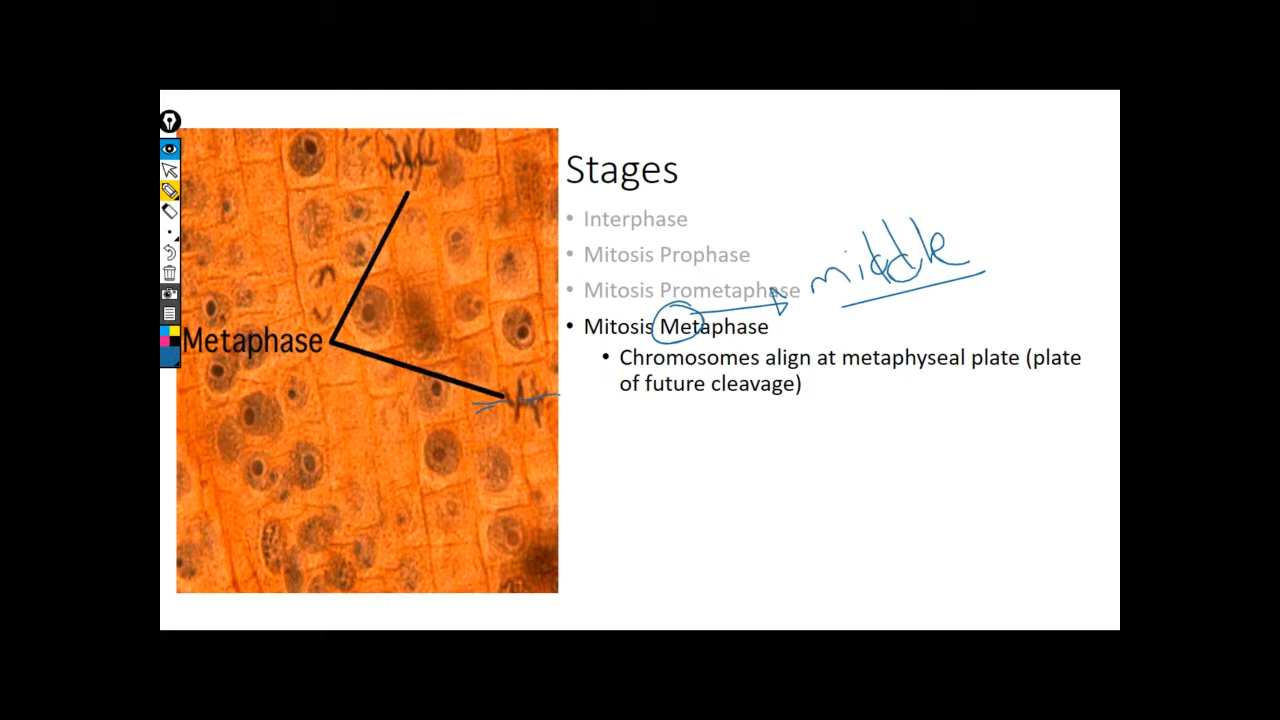 Stages
• Interphase
• Mitosis Prophase
• Mitosis Prometaphase
middle
• Mitosis Metaphase
• Chromosomes align at metaphyseal plate (plate
of future cleavage)
Metaphase